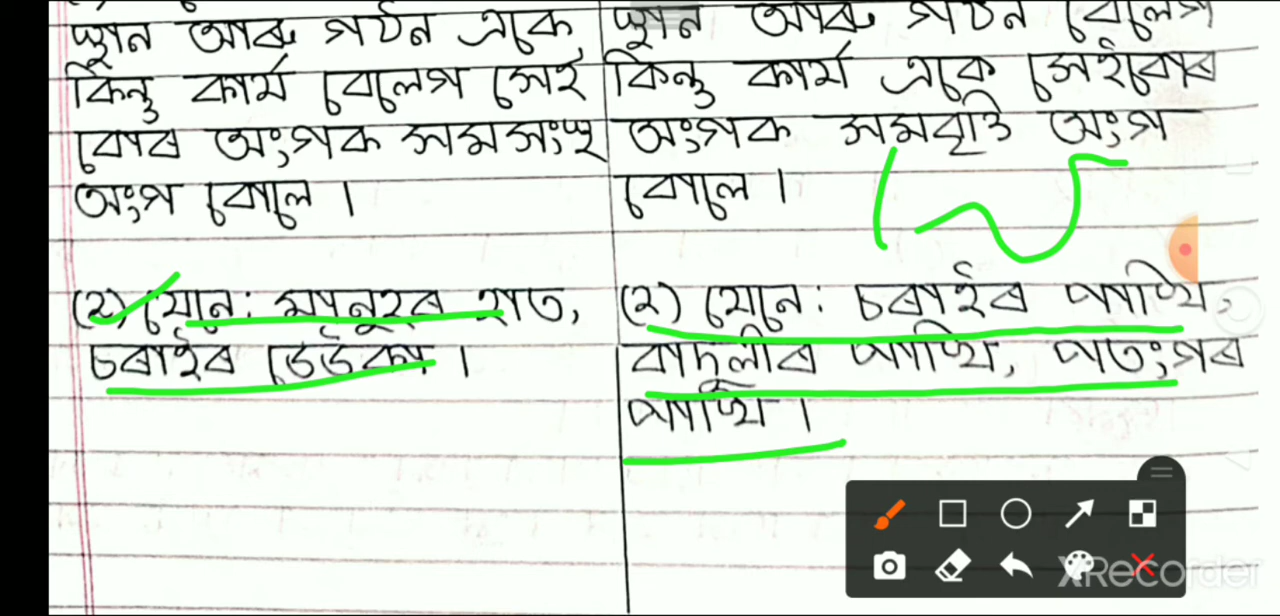 স্থান আৰু গঠন একে,
কিন্তু কাৰ্য বেলেগ সেই
বোৰ অংগক সমসংস্থ
অংগ বোলে।
(২) যেনে: মানুহৰ হাত,
চৰাইৰ ডেউকা।
স্থান আৰু গঠন বেলেগ
কিন্তু কাৰ্য একে সেইবোৰ
অংগক সমবৃত্তি অংগ
বোলে।
(২) যেনে: চৰাইৰ পাখি,
বাদুলীৰ পাখি, পতংগৰ
পাখি।
XRecorder